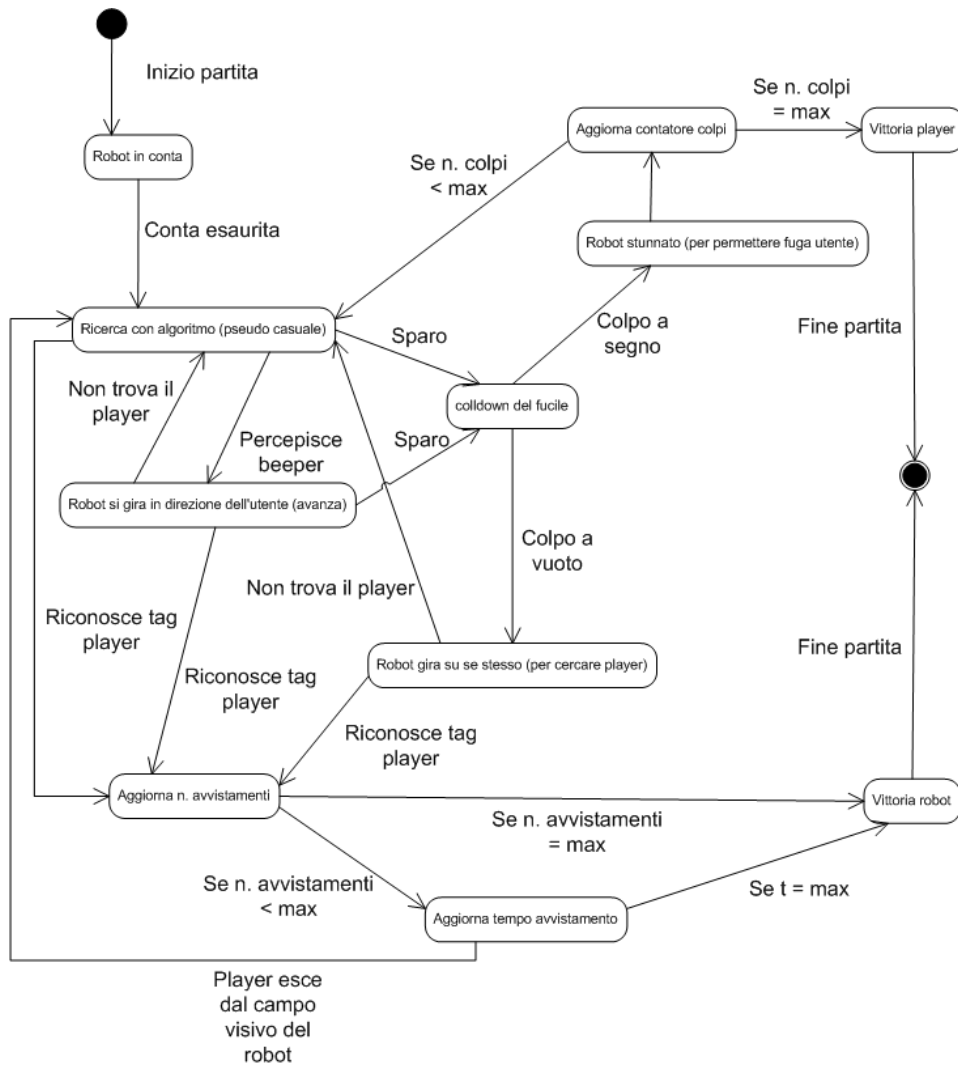 Inizio partita
Se n. colpi
= max
Aggiorna contatore colpi
Vittoria player
Robot in conta
Se n. colpi
< max
Conta esaurita
Robot stunnato (per permettere fuga utente)
Ricerca con algoritmo (pseudo casuale)
Sparo
Colpo a
segno
Fine partita
Non trova il
player
colldown del fucile
Percepisce
beeper
Sparo
Robot si gira in direzione dell'utente (avanza)
Colpo a
vuoto
Non trova il player
Riconosce tag
player
Fine partita
Robot gira su se stesso (per cercare player)
Riconosce tag
player
Riconosce tag
player
Aggiorna n. avvistamenti
Vittoria robot
Se n. avvistamenti
= max
Se n. avvistamenti
< max
Se t = max
Aggiorna tempo avvistamento
Player esce
dal campo
visivo del
robot